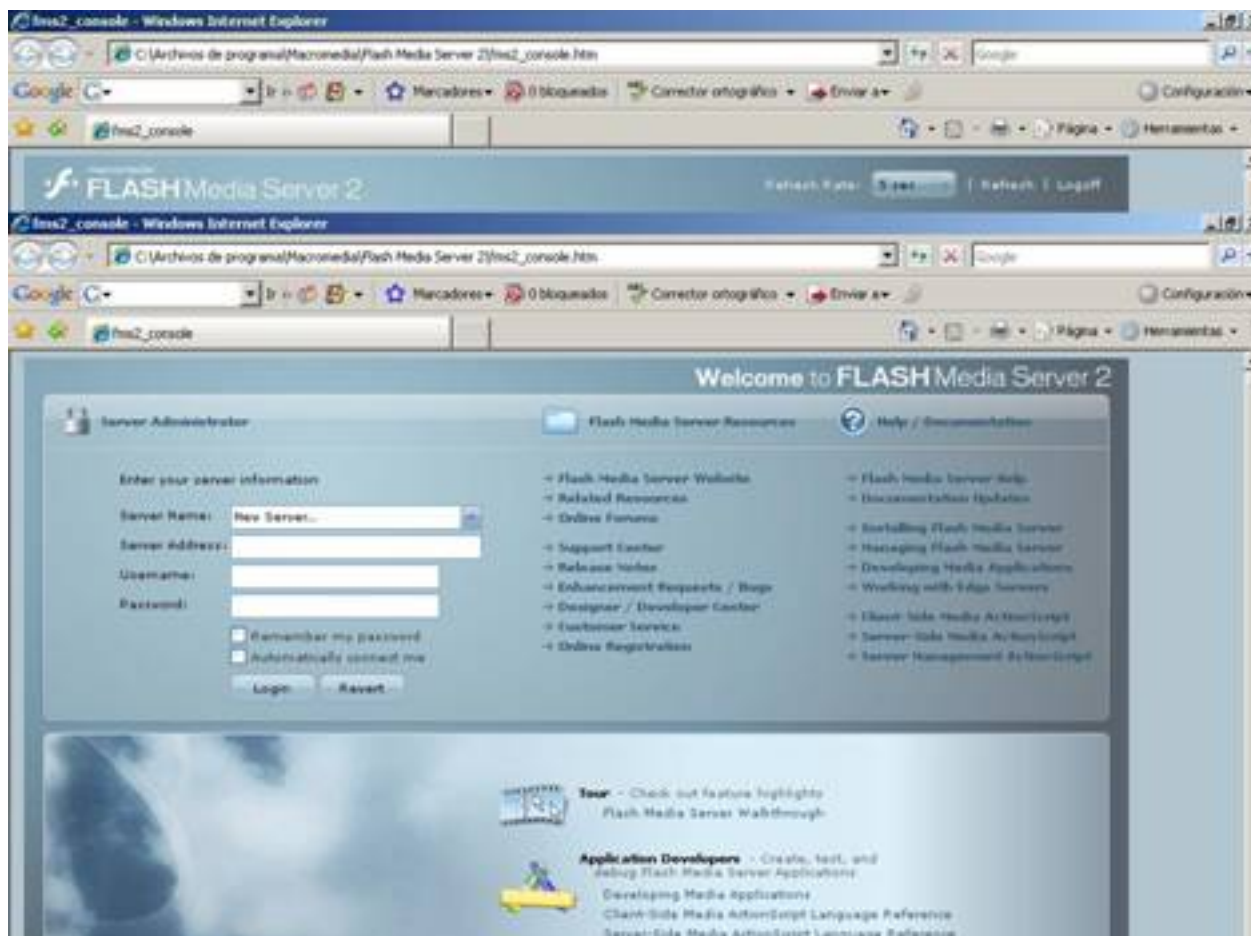 fms2_console - Windows Internet Explorer
C:\Archivos de programa\Macromedia\Flash Media Server 2\fms2_console.htm
Google
Google
Ir
Marcadores
0 bloqueados
Corrector ortográfico
Enviar a
Configuración
fms2_console
Página
Herramientas
FLASH Media Server 2
Refresh Rate: 5 sec | Refresh | Logoff
fms2_console - Windows Internet Explorer
C:\Archivos de programa\Macromedia\Flash Media Server 2\fms2_console.htm
Google
Google
Ir
Marcadores
0 bloqueados
Corrector ortográfico
Enviar a
Configuración
fms2_console
Página
Herramientas
Welcome to FLASH Media Server 2
Server Administrator
Enter your server information
Server Name: New Server...
Server Address:
Username:
Password:
Remember my password
Automatically connect me
Login
Revert
Flash Media Server Resources
Flash Media Server Website
Related Resources
Online Forums
Support Center
Release Notes
Enhancement Requests / Bugs
Designer / Developer Center
Customer Service
Online Registration
Help / Documentation
Flash Media Server Help
Documentation Updates
Installing Flash Media Server
Managing Flash Media Server
Developing Media Applications
Working with Edge Servers
Client-Side Media ActionScript
Server-Side Media ActionScript
Server Management ActionScript
Tour - Check out feature highlights
Flash Media Server Walkthrough
Application Developers - Create, test, and
debug Flash Media Server Applications
Developing Media Applications
Client-Side Media ActionScript Language Reference
Server-Side Media ActionScript Language Reference